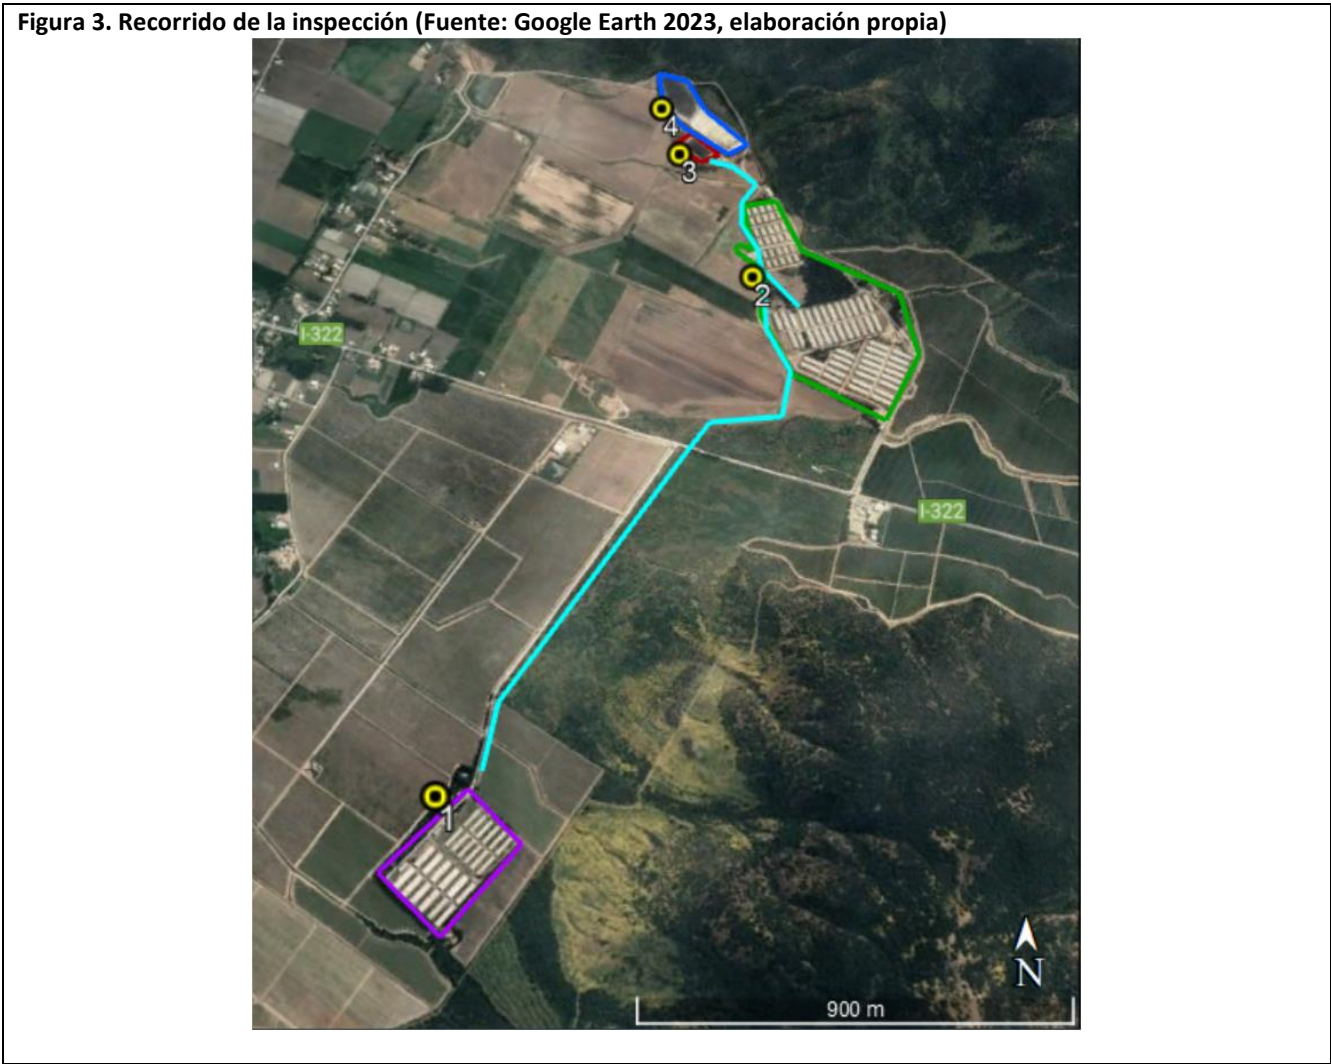 Figura 3. Recorrido de la inspección (Fuente: Google Earth 2023, elaboración propia)
4
3
2
I-322
I-322
1
N
900 m